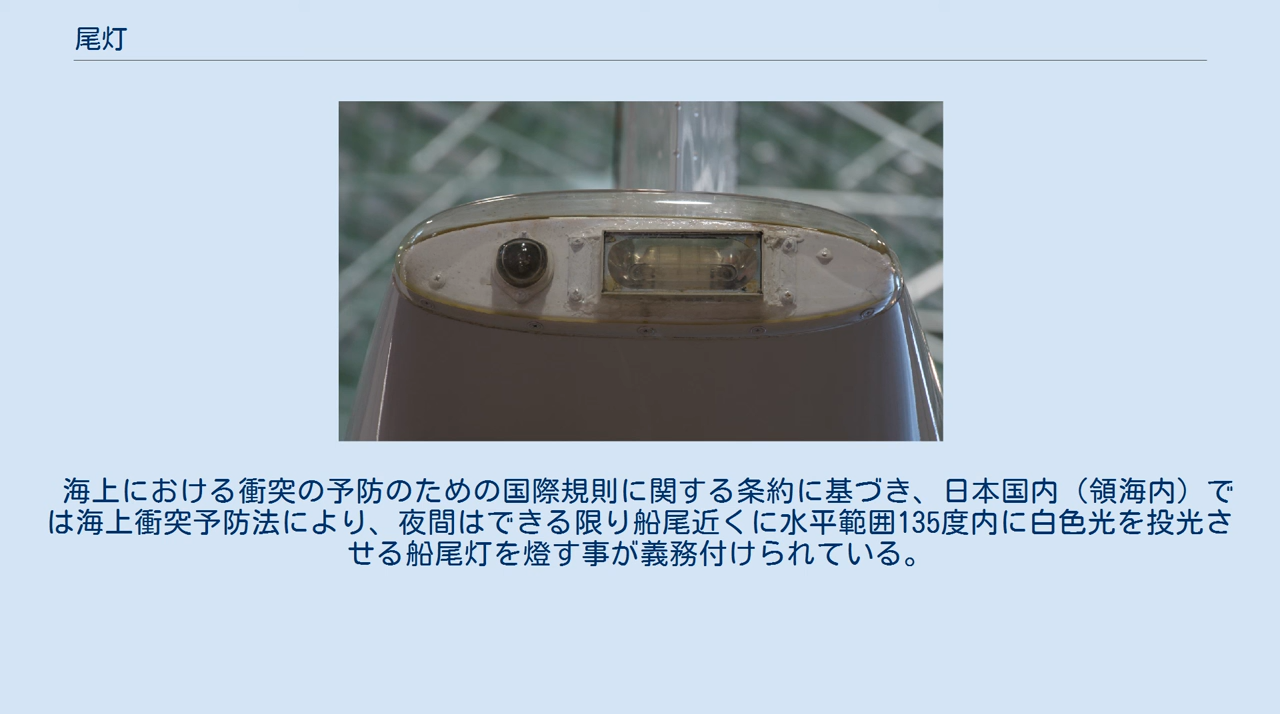 尾灯
海上における衝突の予防のための国際規則に関する条約に基づき、日本国内（領海内）で
は海上衝突予防法により、夜間はできる限り船尾近くに水平範囲135度内に白色光を投光さ
せる船尾灯を燈す事が義務付けられている。